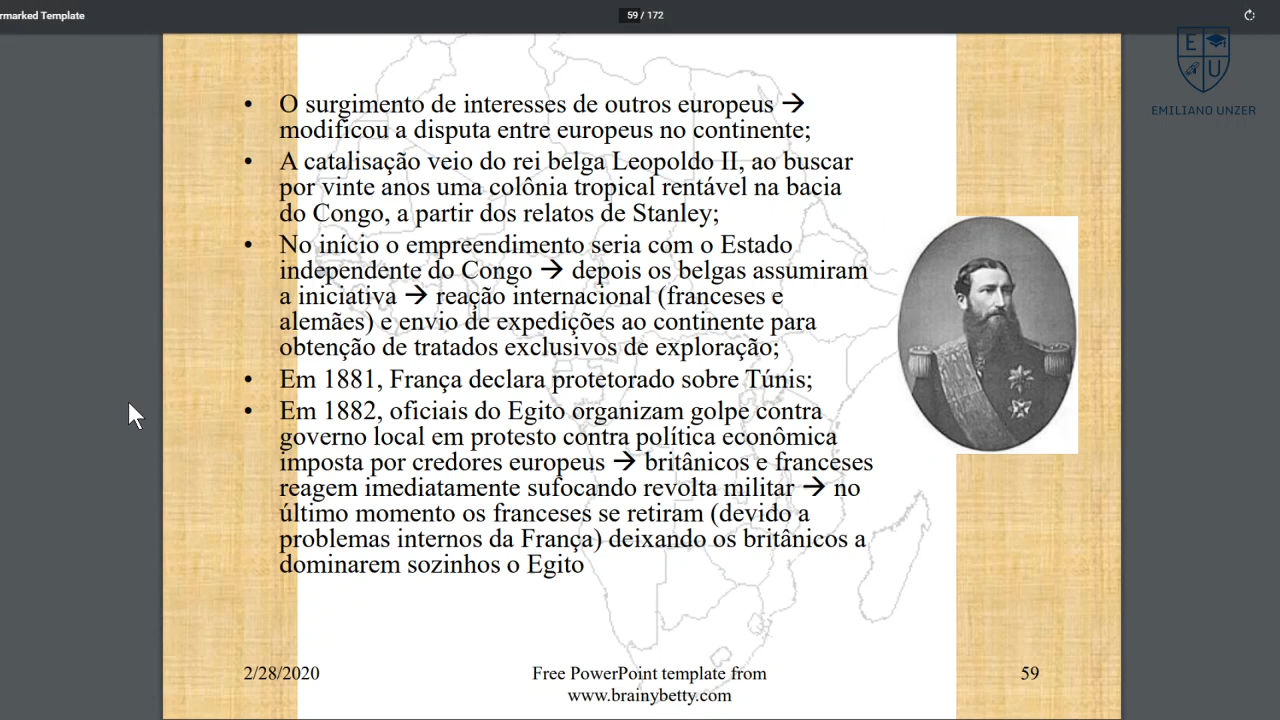 rmarked Template
59 / 172
E
U
EMILIANO UNZER
• O surgimento de interesses de outros europeus →
modificou a disputa entre europeus no continente;
• A catalisação veio do rei belga Leopoldo II, ao buscar
por vinte anos uma colônia tropical rentável na bacia
do Congo, a partir dos relatos de Stanley;
• No início o empreendimento seria com o Estado
independente do Congo → depois os belgas assumiram
a iniciativa → reação internacional (franceses e
alemães) e envio de expedições ao continente para
obtenção de tratados exclusivos de exploração;
• Em 1881, França declara protetorado sobre Túnis;
• Em 1882, oficiais do Egito organizam golpe contra
governo local em protesto contra política econômica
imposta por credores europeus → britânicos e franceses
reagem imediatamente sufocando revolta militar → no
último momento os franceses se retiram (devido a
problemas internos da França) deixando os britânicos a
dominarem sozinhos o Egito
2/28/2020
Free PowerPoint template from
www.brainybetty.com
59